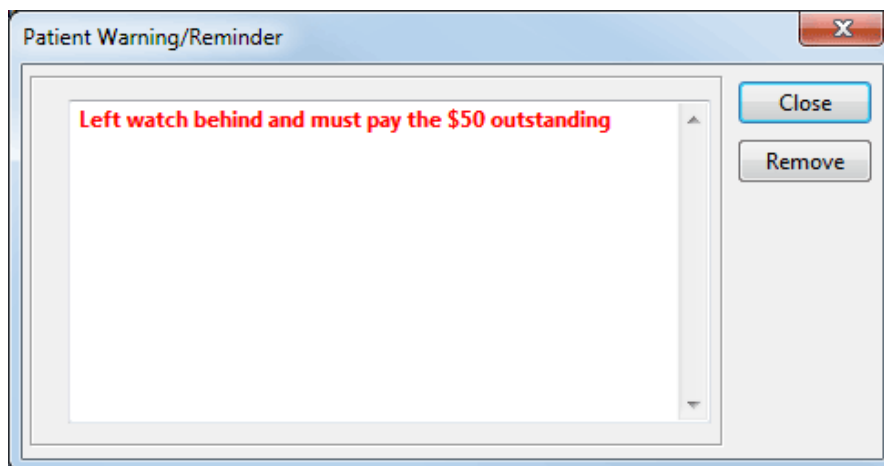 Patient Warning/Reminder
Left watch behind and must pay the $50 outstanding
Close
Remove